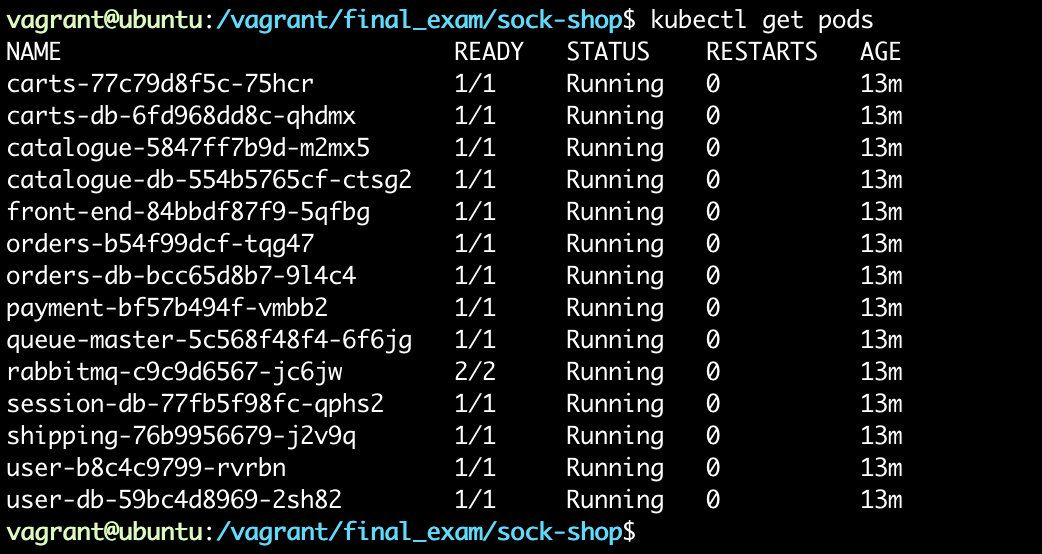 vagrant@ubuntu:/vagrant/final_exam/sock-shop$ kubectl get pods
NAME READY STATUS RESTARTS AGE
carts-77c79d8f5c-75hcr 1/1 Running 0 13m
carts-db-6fd968dd8c-qhdmx 1/1 Running 0 13m
catalogue-5847ff7b9d-m2mx5 1/1 Running 0 13m
catalogue-db-554b5765cf-ctsg2 1/1 Running 0 13m
front-end-84bbdf87f9-5qfbg 1/1 Running 0 13m
orders-b54f99dcf-tqg47 1/1 Running 0 13m
orders-db-bcc65d8b7-9l4c4 1/1 Running 0 13m
payment-bf57b494f-vmbb2 1/1 Running 0 13m
queue-master-5c568f48f4-6f6jg 1/1 Running 0 13m
rabbitmq-c9c9d6567-jc6jw 2/2 Running 0 13m
session-db-77fb5f98fc-qphs2 1/1 Running 0 13m
shipping-76b9956679-j2v9q 1/1 Running 0 13m
user-b8c4c9799-rvrbn 1/1 Running 0 13m
user-db-59bc4d8969-2sh82 1/1 Running 0 13m
vagrant@ubuntu:/vagrant/final_exam/sock-shop$